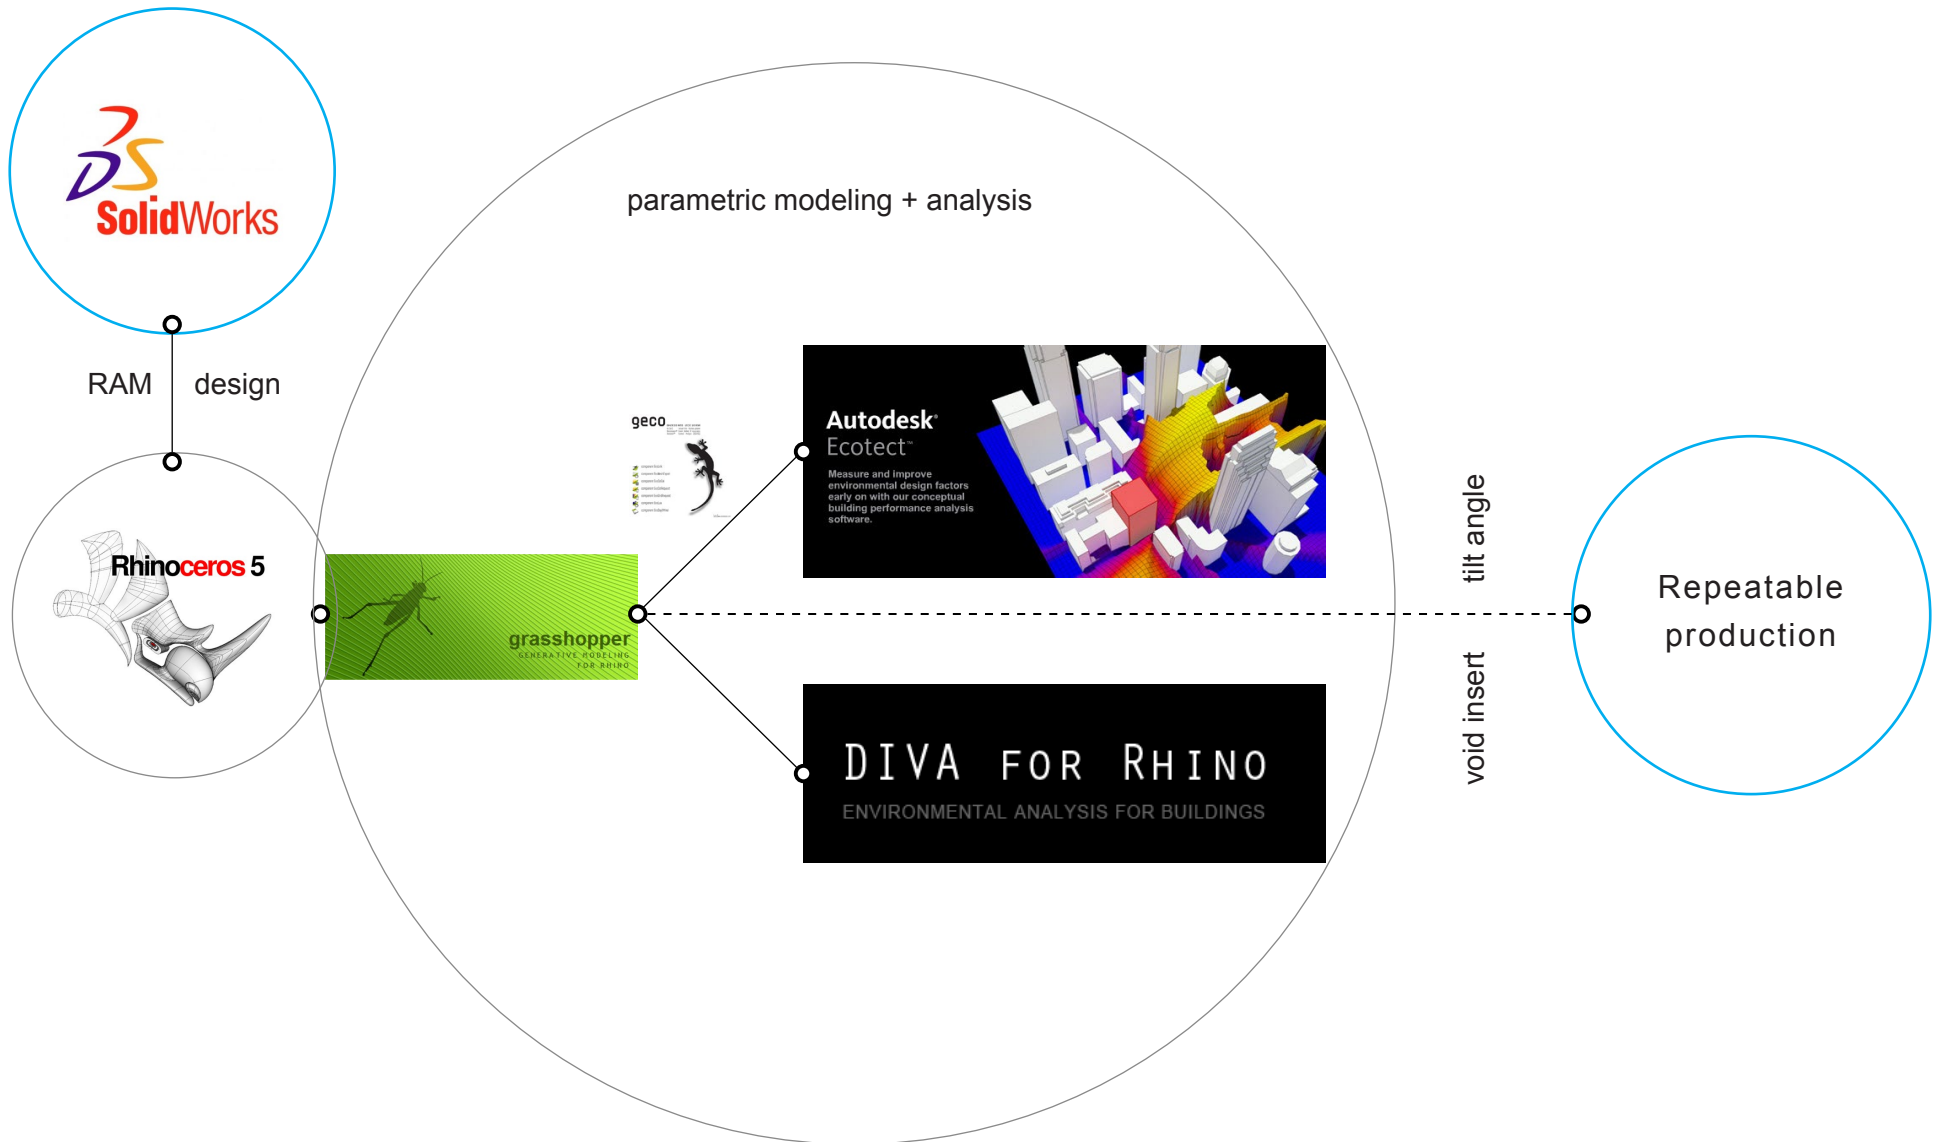 SolidWorks
RAM
design
Rhinoceros 5
parametric modeling + analysis
geco
grasshopper
GENERATIVE MODELING
FOR RHINO
Autodesk®
Ecotect™
Measure and improve
environmental design factors
early on with our conceptual
building performance analysis
software.
DIVA FOR RHINO
ENVIRONMENTAL ANALYSIS FOR BUILDINGS
tilt angle
void insert
Repeatable
production